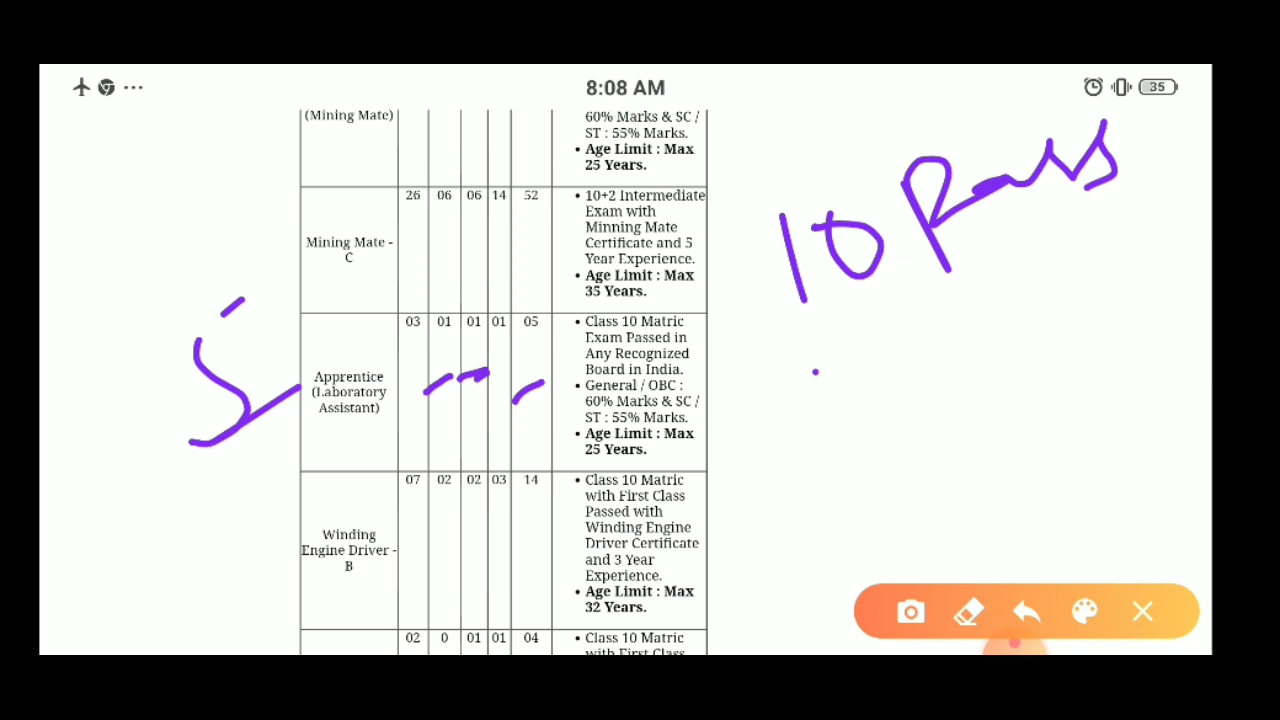 8:08 AM
35
(Mining Mate)
60% Marks & SC /
ST : 55% Marks.
• Age Limit : Max
25 Years.
Mining Mate -
C
26 06 06 14 52
• 10+2 Intermediate
Exam with
Minning Mate
Certificate and 5
Year Experience.
• Age Limit : Max
35 Years.
Apprentice
(Laboratory
Assistant)
03 01 01 01 05
• Class 10 Matric
Exam Passed in
Any Recognized
Board in India.
• General / OBC :
60% Marks & SC /
ST : 55% Marks.
• Age Limit : Max
25 Years.
Winding
Engine Driver -
B
07 02 02 03 14
• Class 10 Matric
with First Class
Passed with
Winding Engine
Driver Certificate
and 3 Year
Experience.
• Age Limit : Max
32 Years.
02 0 01 01 04
• Class 10 Matric
with First Class
10 Pass